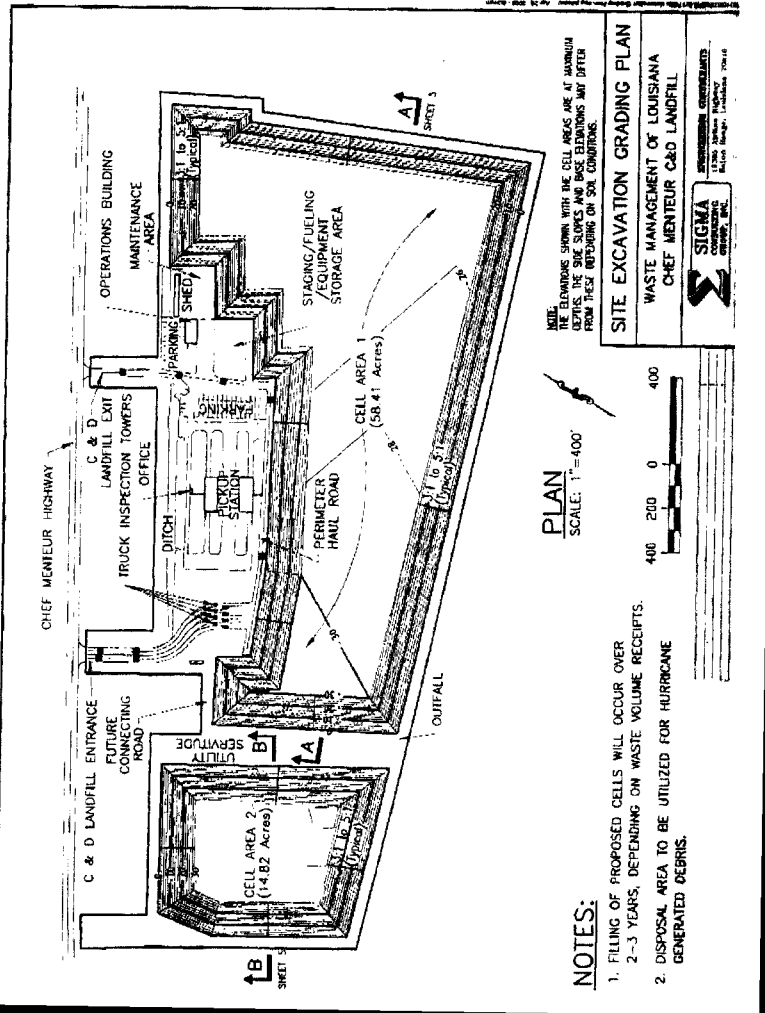 CHEF MENTEUR HIGHWAY
C & D LANDFILL ENTRANCE
FUTURE
CONNECTING
ROAD
TRUCK INSPECTION TOWERS
OFFICE
DITCH
C & D
LANDFILL EXIT
PICKUP
STATION
PARKING
PARKING
SHED
OPERATIONS BUILDING
MAINTENANCE
AREA
STAGING/FUELING
/EQUIPMENT
STORAGE AREA
PERIMETER
HAUL ROAD
CELL AREA 1
(58.41 Acres)
3:1 to 5:1
(Typical)
3:1 to 5:1
(Typical)
UTILITY
SERVITUDE
CELL AREA 2
(14.82 Acres)
3:1 to 5:1
(Typical)
OUTFALL
B
SHEET 5
B
A
A
SHEET 5
PLAN
SCALE: 1"=400'
400
200
0
400
NOTES:
1. FILLING OF PROPOSED CELLS WILL OCCUR OVER
2-3 YEARS, DEPENDING ON WASTE VOLUME RECEIPTS.
2. DISPOSAL AREA TO BE UTILIZED FOR HURRICANE
GENERATED DEBRIS.
NOTE:
THE ELEVATIONS SHOWN WITH THE CELL AREAS ARE AT MAXIMUM
DEPTHS. THE SIDE SLOPES AND BASE ELEVATIONS MAY DIFFER
FROM THESE DEPENDING ON SOIL CONDITIONS.
SITE EXCAVATION GRADING PLAN
WASTE MANAGEMENT OF LOUISIANA
CHEF MENTEUR C&D LANDFILL
SIGMA
CONSULTING
GROUP, INC.